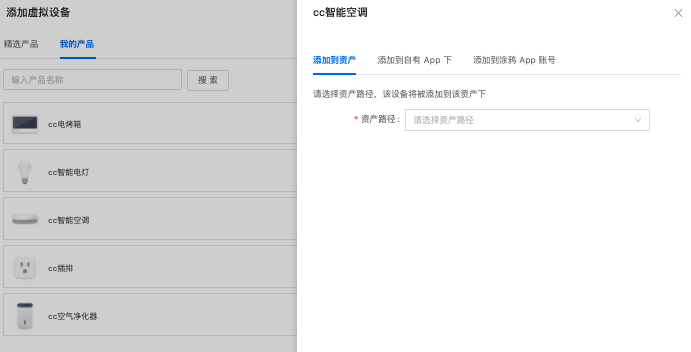 添加虚拟设备
精选产品 我的产品
输入产品名称 搜 索
cc电烤箱
cc智能电灯
cc智能空调
cc插排
cc空气净化器
cc智能空调
添加到资产 添加到自有 App 下 添加到涂鸦 App 账号
请选择资产路径，该设备将被添加到该资产下
* 资产路径： 请选择资产路径